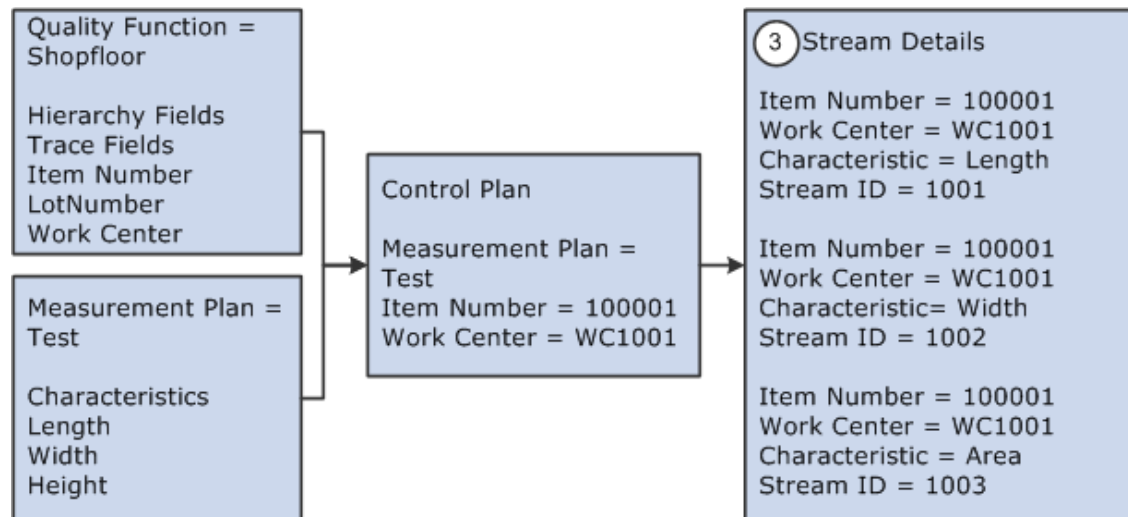 Quality Function =
Shopfloor
Hierarchy Fields
Trace Fields
Item Number
LotNumber
Work Center
Measurement Plan =
Test
Characteristics
Length
Width
Height
Control Plan
Measurement Plan =
Test
Item Number = 100001
Work Center = WC1001
3 Stream Details
Item Number = 100001
Work Center = WC1001
Characteristic = Length
Stream ID = 1001
Item Number = 100001
Work Center = WC1001
Characteristic= Width
Stream ID = 1002
Item Number = 100001
Work Center = WC1001
Characteristic = Area
Stream ID = 1003